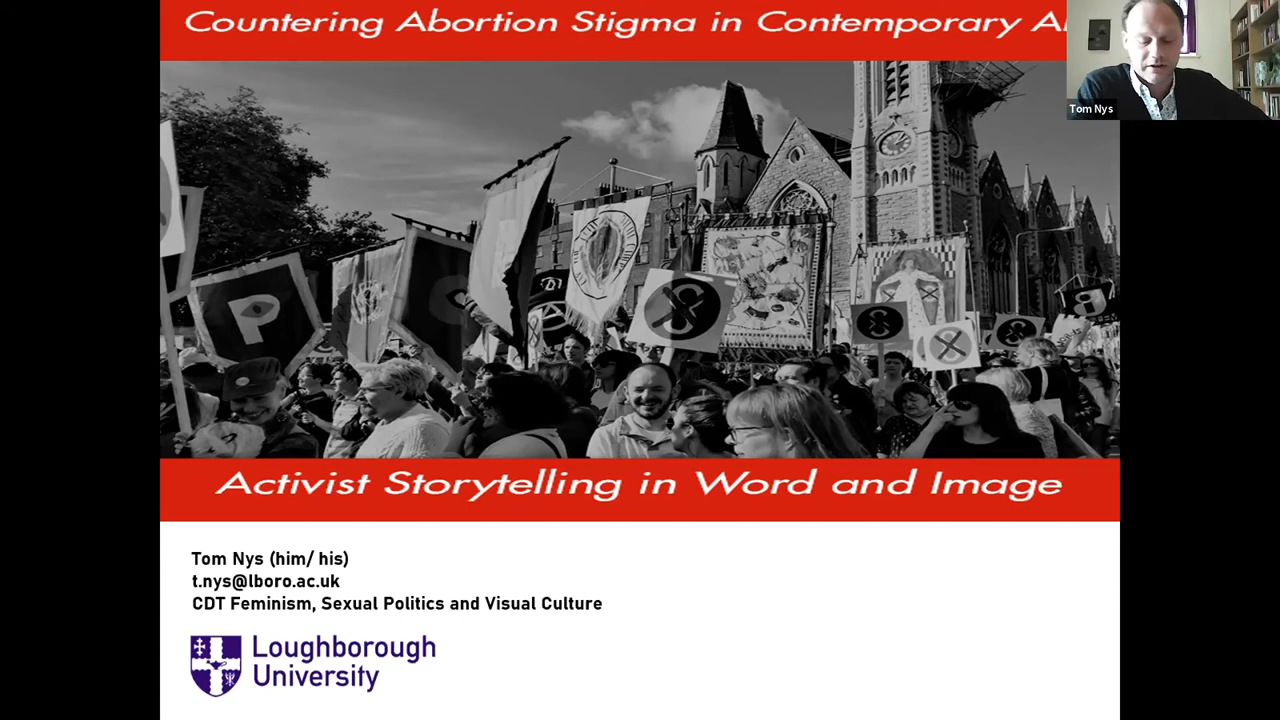 Countering Abortion Stigma in Contemporary
Tom Nys
P
Activist Storytelling in Word and Image
Tom Nys (him/ his)
t.nys@lboro.ac.uk
CDT Feminism, Sexual Politics and Visual Culture
Loughborough
University